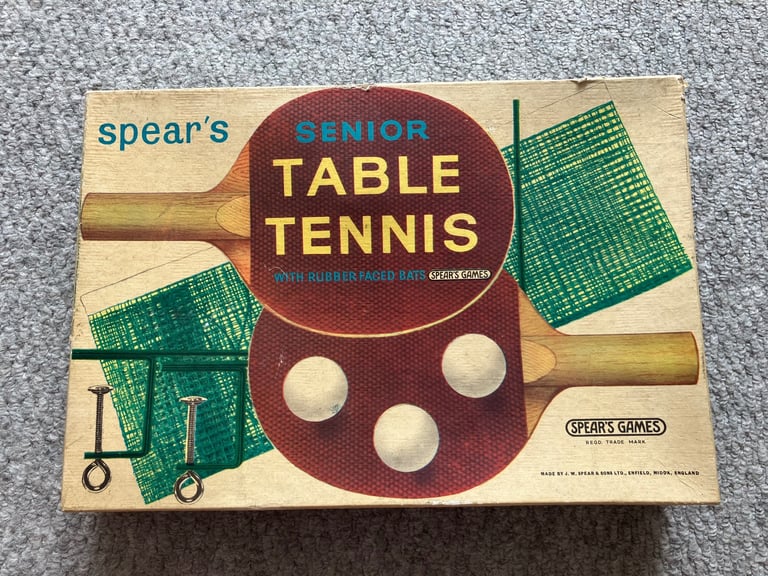 spear's
SENIOR
TABLE
TENNIS
WITH RUBBER FACED BATS SPEAR'S GAMES
SPEAR'S GAMES
REGD. TRADE MARK
MADE BY J. W. SPEAR & SONS LTD., ENFIELD, MIDDX, ENGLAND